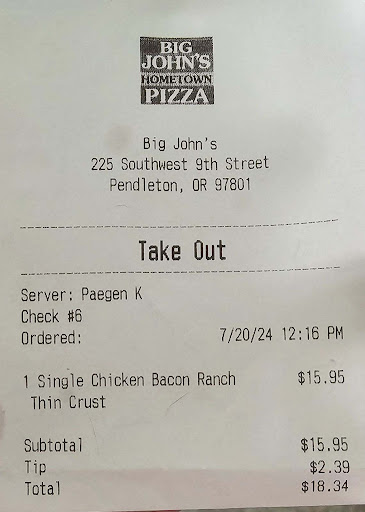 BIG
JOHN'S
HOMETOWN
PIZZA
Big John's
225 Southwest 9th Street
Pendleton, OR 97801
Take Out
Server: Paegen K
Check #6
Ordered: 7/20/24 12:16 PM
1 Single Chicken Bacon Ranch $15.95
Thin Crust
Subtotal $15.95
Tip $2.39
Total $18.34